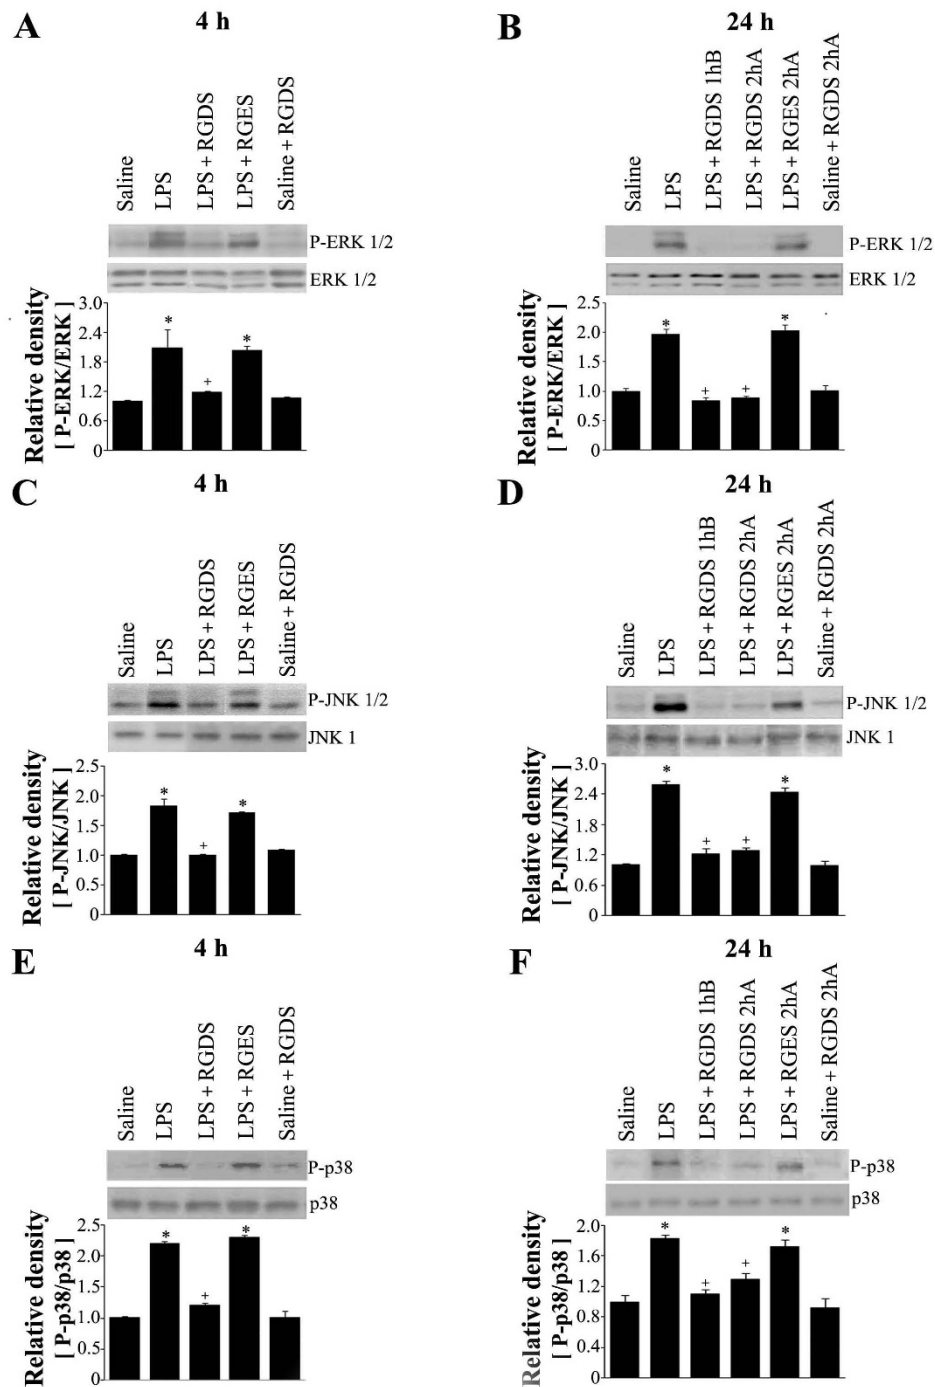 A
4 h
Saline
LPS
LPS + RGDS
LPS + RGES
Saline + RGDS
P-ERK 1/2
ERK 1/2
Relative density
[ P-ERK/ERK ]
3.0
2.4
1.8
1.2
0.6
0
*
+
*
B
24 h
Saline
LPS
LPS + RGDS 1hB
LPS + RGDS 2hA
LPS + RGES 2hA
Saline + RGDS 2hA
P-ERK 1/2
ERK 1/2
Relative density
[ P-ERK/ERK ]
2.5
2.0
1.5
1.0
0.5
0
*
+
+
*
C
4 h
Saline
LPS
LPS + RGDS
LPS + RGES
Saline + RGDS
P-JNK 1/2
JNK 1
Relative density
[ P-JNK/JNK ]
2.5
2.0
1.5
1.0
0.5
0
*
+
*
D
24 h
Saline
LPS
LPS + RGDS 1hB
LPS + RGDS 2hA
LPS + RGES 2hA
Saline + RGDS 2hA
P-JNK 1/2
JNK 1
Relative density
[ P-JNK/JNK ]
3.0
2.4
1.8
1.2
0.6
0
*
+
+
*
E
4 h
Saline
LPS
LPS + RGDS
LPS + RGES
Saline + RGDS
P-p38
p38
Relative density
[ P-p38/p38 ]
2.5
2.0
1.5
1.0
0.5
0
*
+
*
F
24 h
Saline
LPS
LPS + RGDS 1hB
LPS + RGDS 2hA
LPS + RGES 2hA
Saline + RGDS 2hA
P-p38
p38
Relative density
[ P-p38/p38 ]
2.0
1.6
1.2
0.8
0.4
0
*
+
+
*